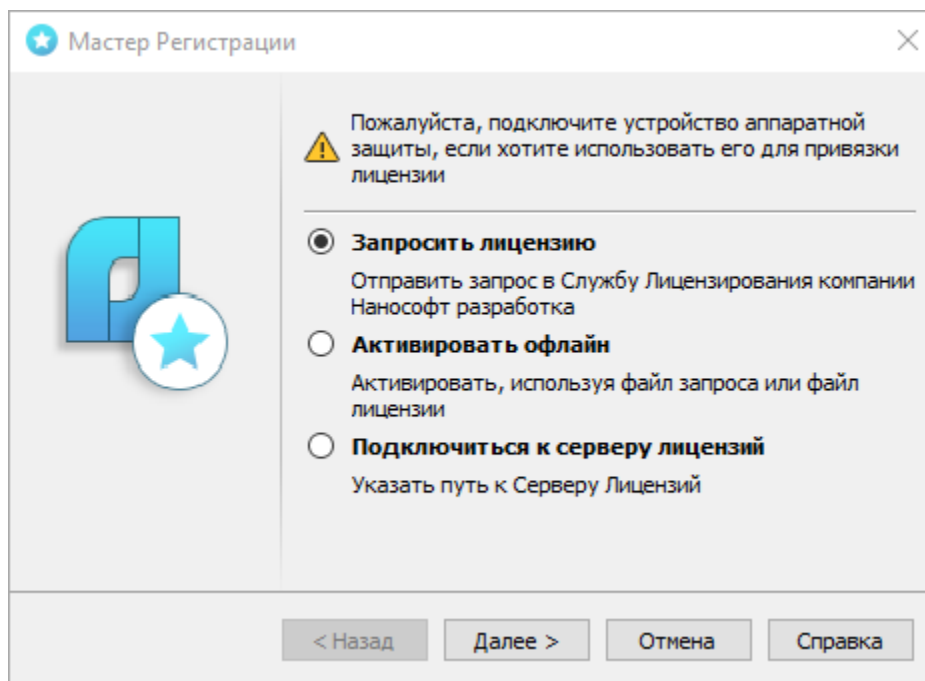 Мастер Регистрации
Пожалуйста, подключите устройство аппаратной
защиты, если хотите использовать его для привязки
лицензии
Запросить лицензию
Отправить запрос в Службу Лицензирования компании
Нанософт разработка
Активировать офлайн
Активировать, используя файл запроса или файл
лицензии
Подключиться к серверу лицензий
Указать путь к Серверу Лицензий
< Назад
Далее >
Отмена
Справка